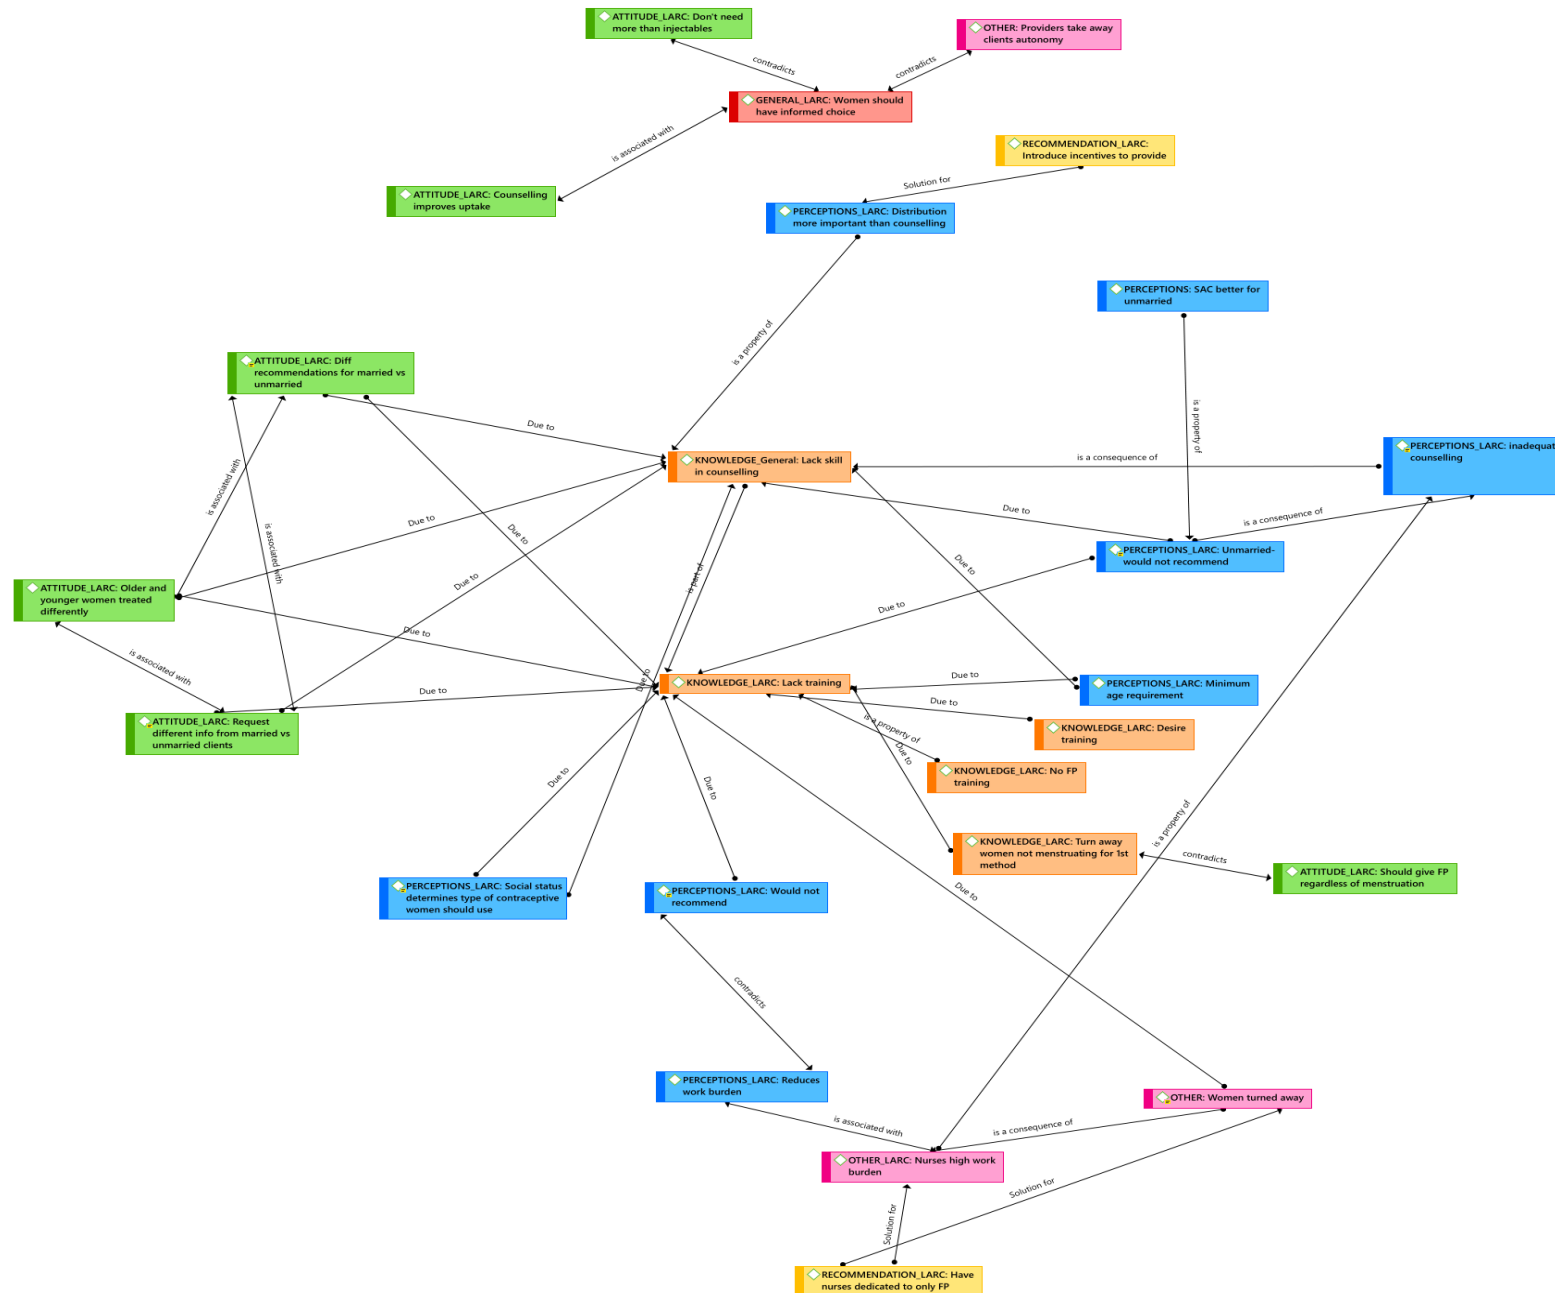 ATTITUDE_LARC: Don't need
more than injectables
OTHER: Providers take away
clients autonomy
contradicts
contradicts
GENERAL_LARC: Women should
have informed choice
is associated with
RECOMMENDATION_LARC:
Introduce incentives to provide
Solution for
ATTITUDE_LARC: Counselling
improves uptake
PERCEPTIONS_LARC: Distribution
more important than counselling
PERCEPTIONS: SAC better for
unmarried
is a property of
ATTITUDE_LARC: Diff
recommendations for married vs
unmarried
Due to
is a property of
KNOWLEDGE_General: Lack skill
in counselling
is a consequence of
PERCEPTIONS_LARC: inadequat
counselling
is associated with
Due to
Due to
Due to
is a consequence of
is associated with
PERCEPTIONS_LARC: Unmarried-
would not recommend
Due to
is part of
Due to
ATTITUDE_LARC: Older and
younger women treated
differently
Due to
Due to
is associated with
Due to
Due to
KNOWLEDGE_LARC: Lack training
Due to
PERCEPTIONS_LARC: Minimum
age requirement
Due to
ATTITUDE_LARC: Request
different info from married vs
unmarried clients
is a property of
KNOWLEDGE_LARC: Desire
training
Due to
KNOWLEDGE_LARC: No FP
training
Due to
Due to
is a property of
KNOWLEDGE_LARC: Turn away
women not menstruating for 1st
method
contradicts
ATTITUDE_LARC: Should give FP
regardless of menstruation
PERCEPTIONS_LARC: Social status
determines type of contraceptive
women should use
PERCEPTIONS_LARC: Would not
recommend
Due to
contradicts
PERCEPTIONS_LARC: Reduces
work burden
OTHER: Women turned away
is associated with
is a consequence of
OTHER_LARC: Nurses high work
burden
Solution for
Solution for
RECOMMENDATION_LARC: Have
nurses dedicated to only FP